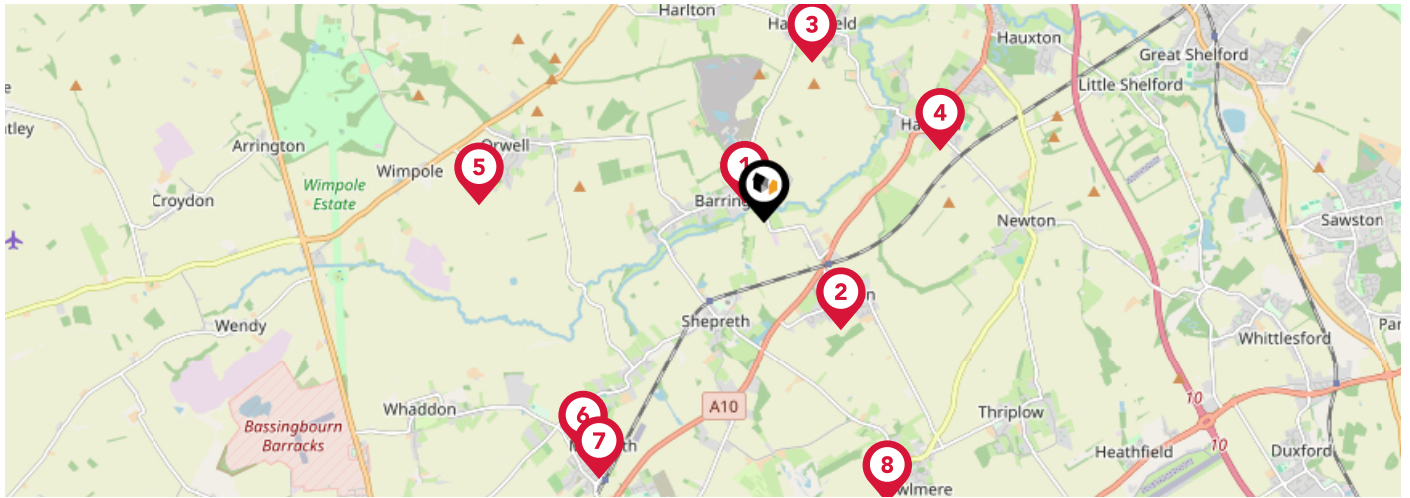 Harlton
3
Hauxton
Great Shelford
Little Shelford
4
Arrington
Orwell
1
5
Wimpole
Wimpole
Estate
Croydon
Newton
Sawston
2
Shepreth
Wendy
Whittlesford
A10
10
Whaddon
6
Thriplow
Bassingbourn
Barracks
7
10
Heathfield
Duxford
8